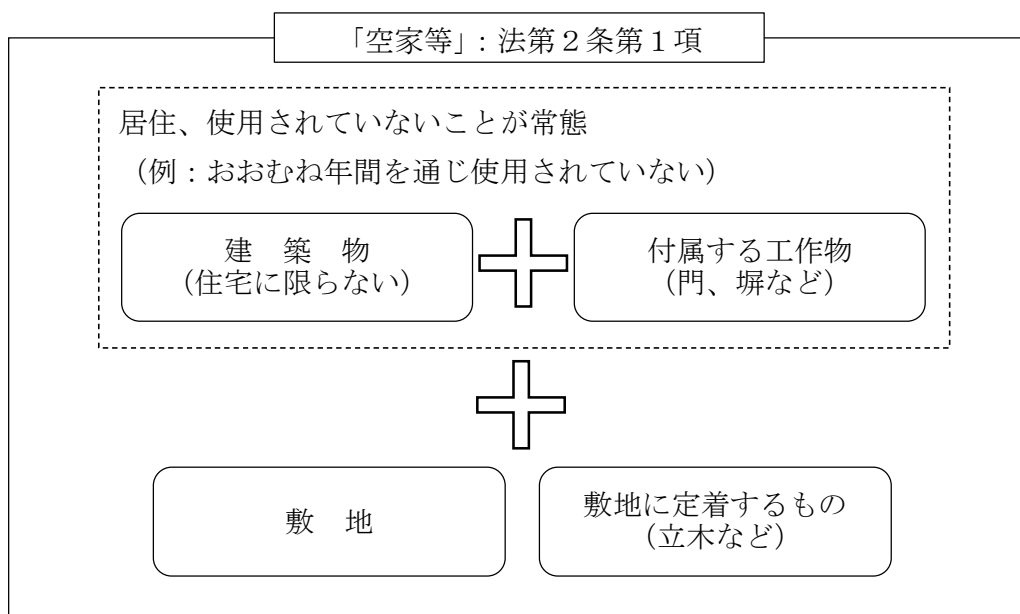 「空家等」：法第２条第１項
居住、使用されていないことが常態
（例：おおむね年間を通じ使用されていない）
建　築　物
（住宅に限らない）
付属する工作物
（門、塀など）
敷　地
敷地に定着するもの
（立木など）